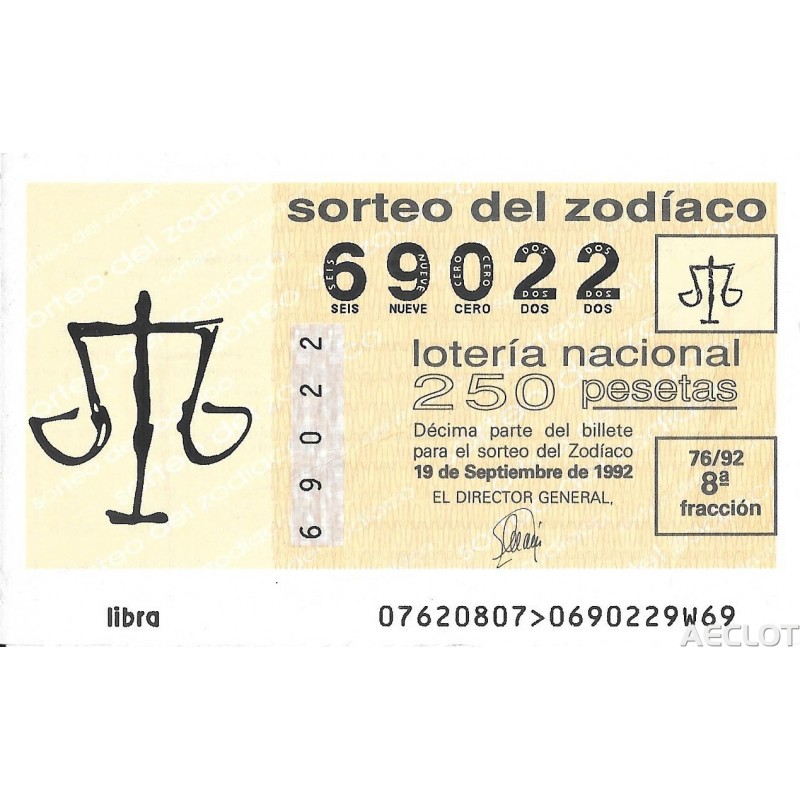 sorteo del zodíaco
69022
SEIS NUEVE CERO DOS DOS
69022
lotería nacional
250 pesetas
Décima parte del billete
para el sorteo del Zodíaco
19 de Septiembre de 1992
EL DIRECTOR GENERAL,
76/92
8ª
fracción
libra
07620807>0690229W69
AECLOT